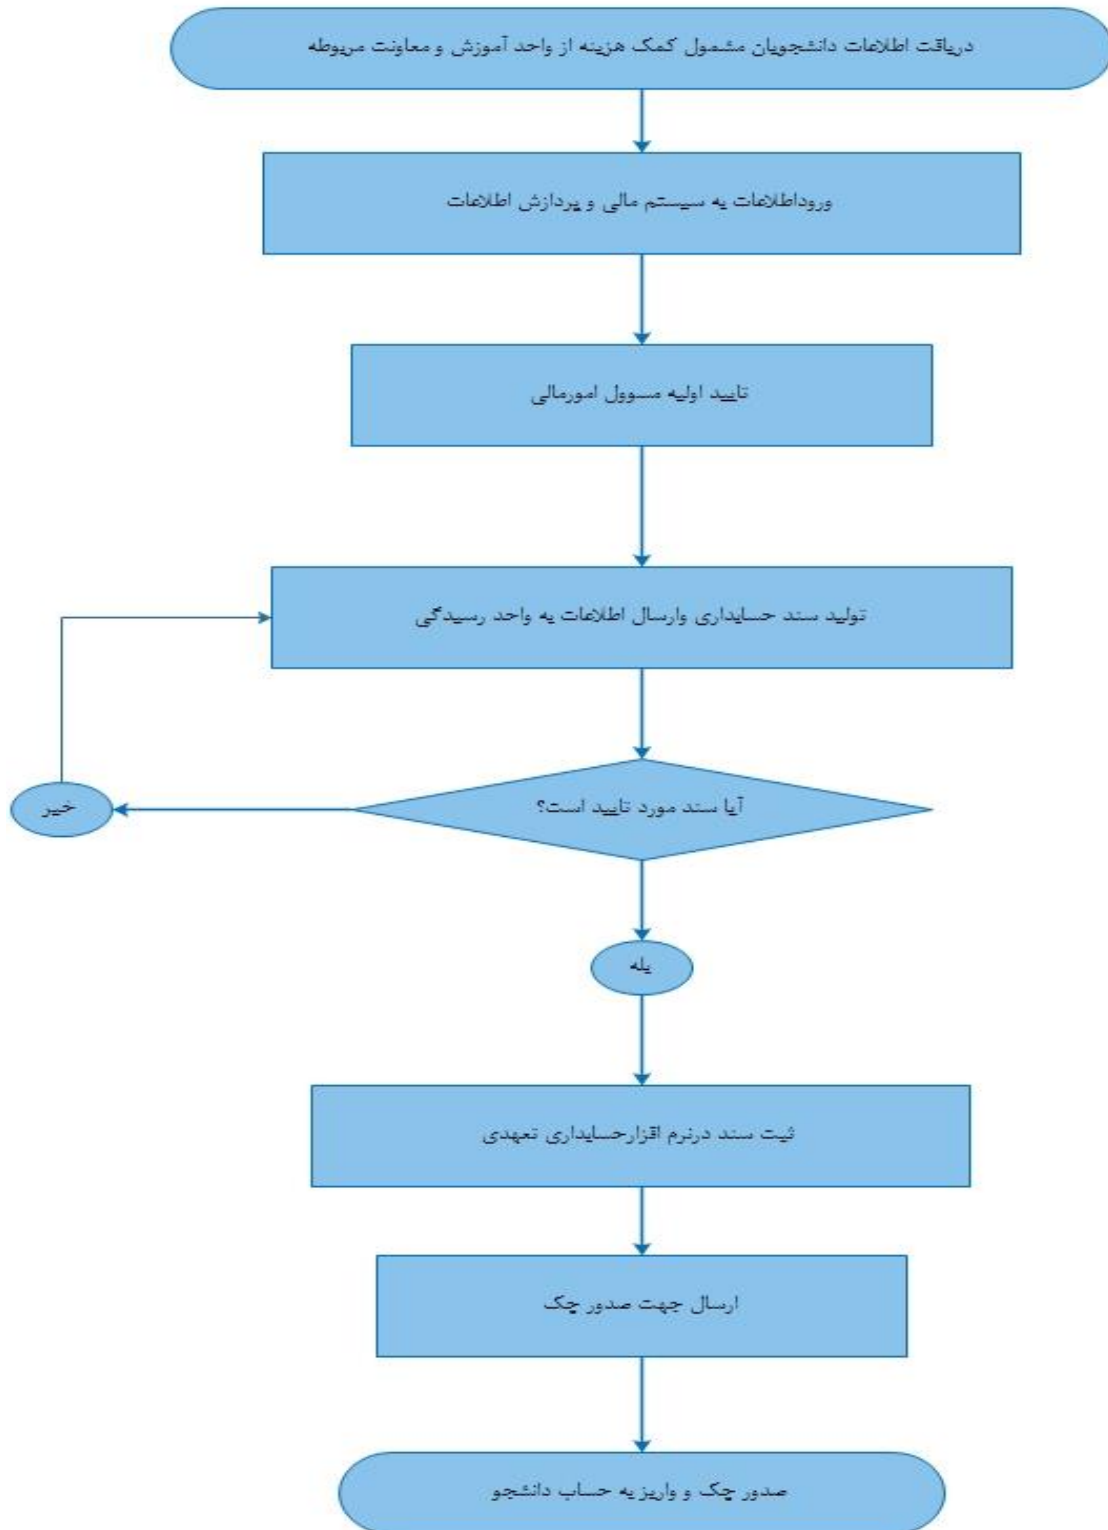 دریافت اطلاعات دانشجویان مشمول کمک هزینه از واحد آموزش و معاونت مربوطه
وروداطلاعات به سیستم مالی و پردازش اطلاعات
تایید اولیه مسوول امورمالی
تولید سند حسابداری وارسال اطلاعات به واحد رسیدگی
آیا سند مورد تایید است؟
خیر
بله
ثبت سند درنرم افزارحسابداری تعهدی
ارسال جهت صدور چک
صدور چک و واریز به حساب دانشجو